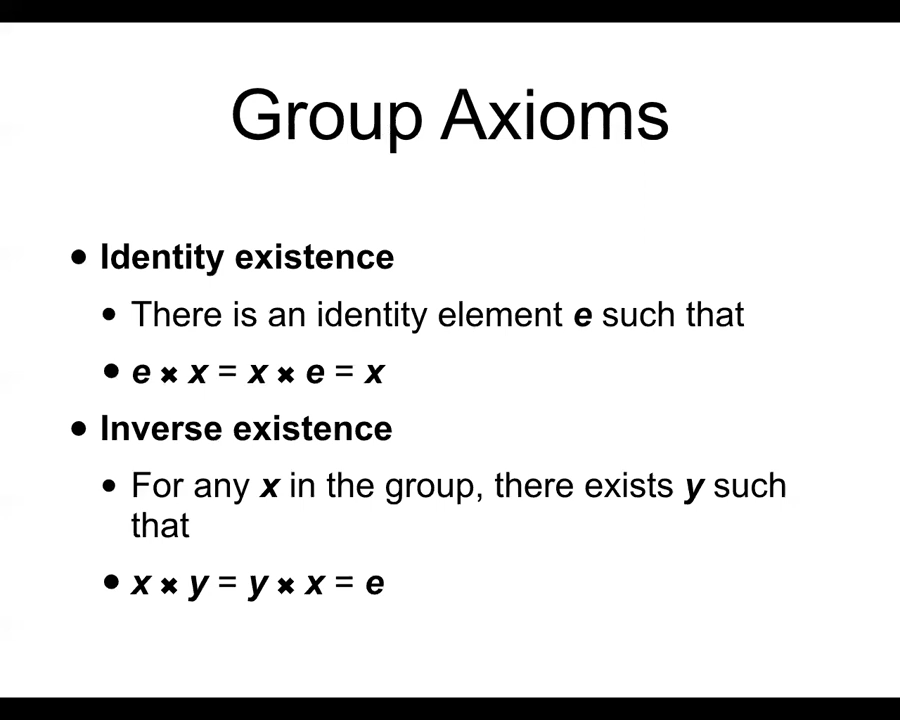 Group Axioms
• Identity existence
• There is an identity element e such that
• e ✖ x = x ✖ e = x
• Inverse existence
• For any x in the group, there exists y such
that
• x ✖ y = y ✖ x = e